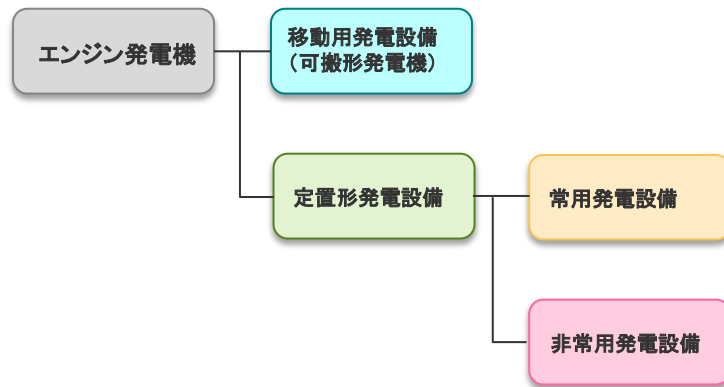 エンジン発電機
移動用発電設備
（可搬形発電機）
定置形発電設備
常用発電設備
非常用発電設備